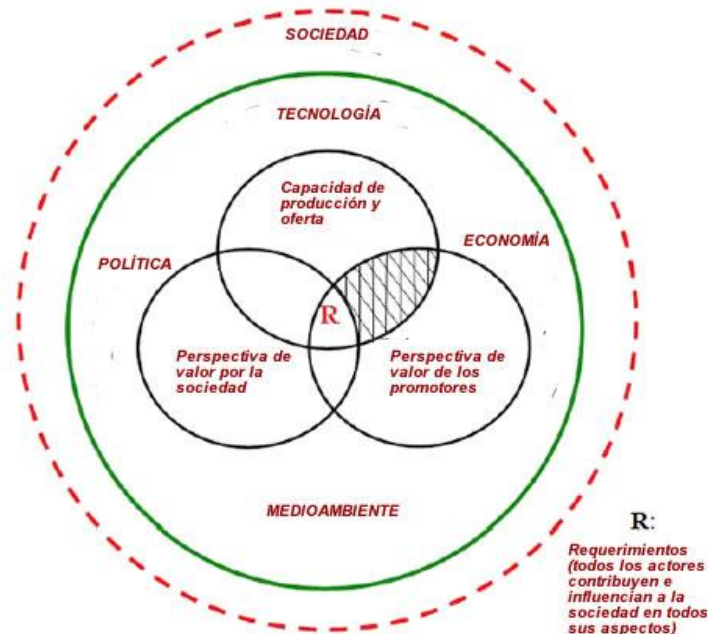 SOCIEDAD
TECNOLOGÍA
Capacidad de
producción y
oferta
ECONOMÍA
POLÍTICA
R
Perspectiva de
valor por la
sociedad
Perspectiva de
valor de los
promotores
MEDIOAMBIENTE
R:
Requerimientos
(todos los actores
contribuyen e
influencian a la
sociedad en todos
sus aspectos)